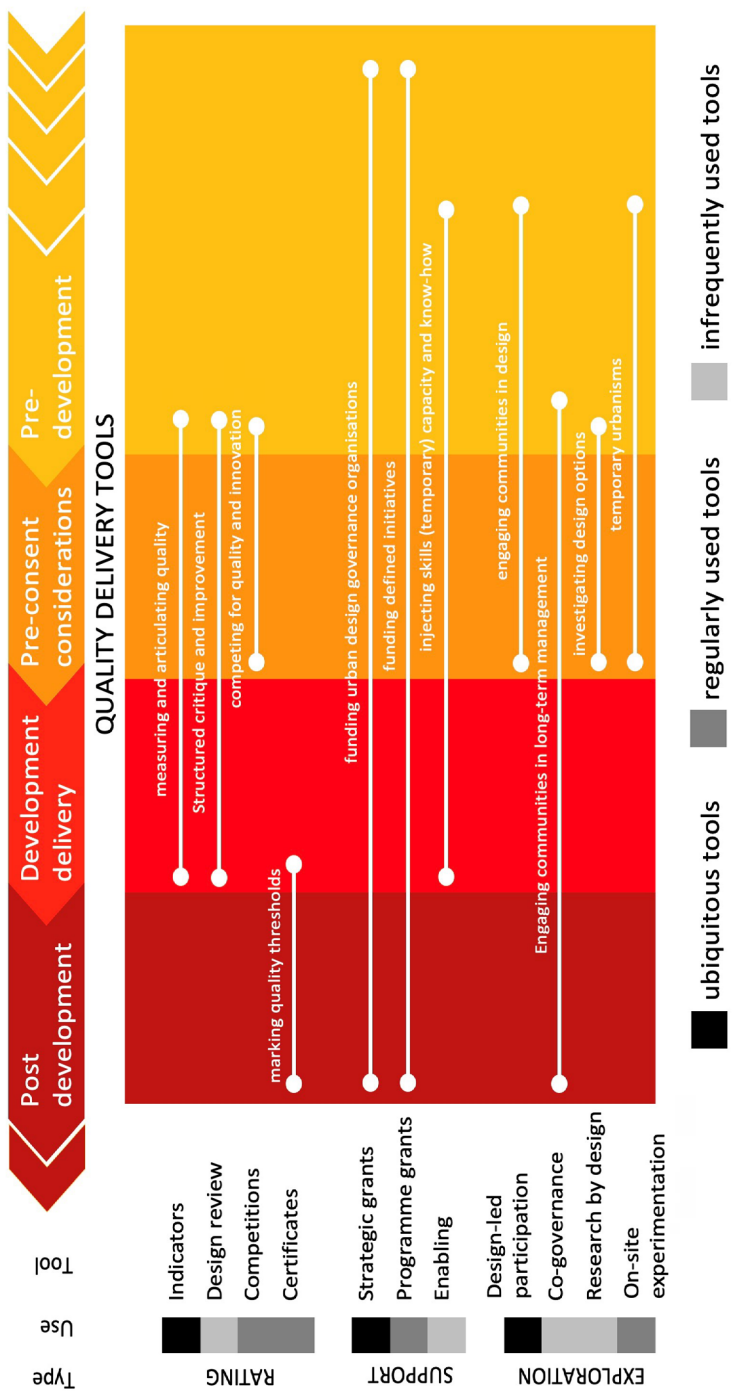 Post
development
Development
delivery
Pre-consent
considerations
Pre-
development
QUALITY DELIVERY TOOLS
Type
Use
Tool
RATING
Indicators
measuring and articulating quality
Design review
Structured critique and improvement
Competitions
competing for quality and innovation
Certificates
marking quality thresholds
SUPPORT
Strategic grants
funding urban design governance organisations
Programme grants
funding defined initiatives
Enabling
injecting skills (temporary) capacity and know-how
EXPLORATION
Design-led
participation
engaging communities in design
Co-governance
Engaging communities in long-term management
Research by design
investigating design options
On-site
experimentation
temporary urbanisms
ubiquitous tools
regularly used tools
infrequently used tools